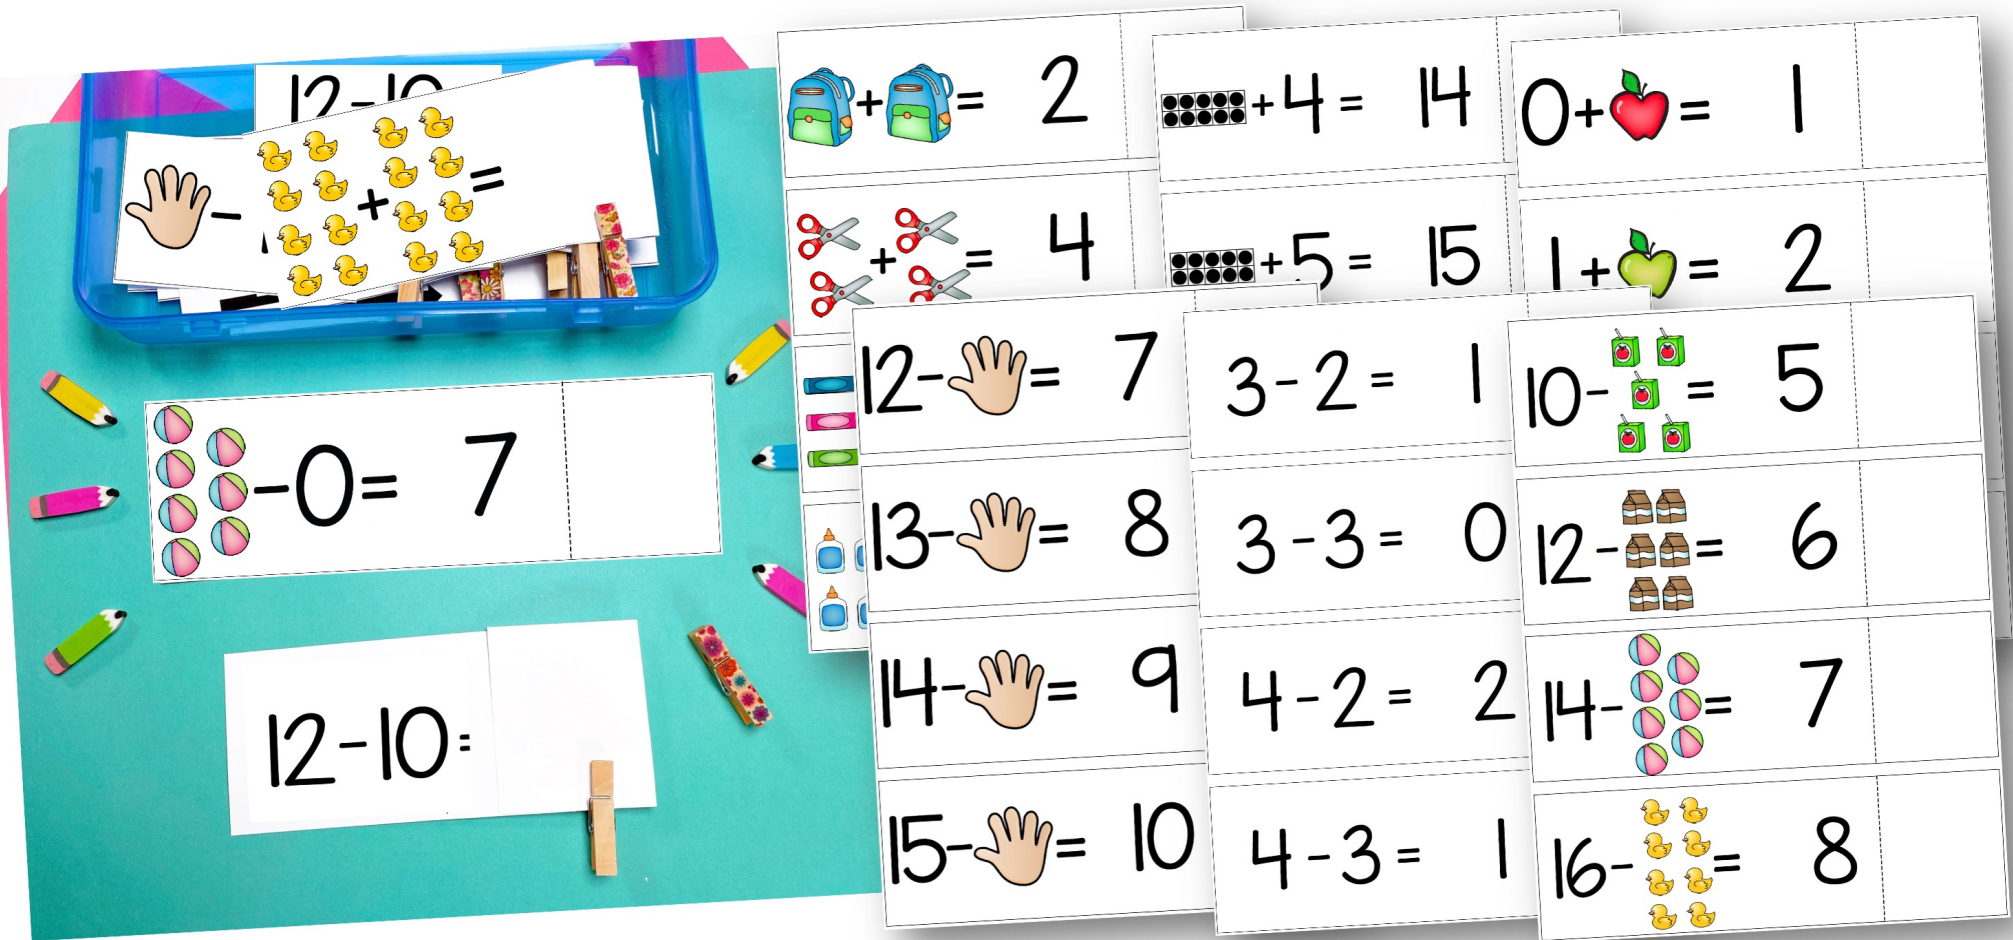 12-10
-
+ =
-0= 7
12-10=
+ = 2
+ = 4
+4= 14
+5= 15
0+ = 1
1+ = 2
12- = 7
13- = 8
14- = 9
15- = 10
3-2= 1
3-3= 0
4-2= 2
4-3= 1
10- = 5
12- = 6
14- = 7
16- = 8